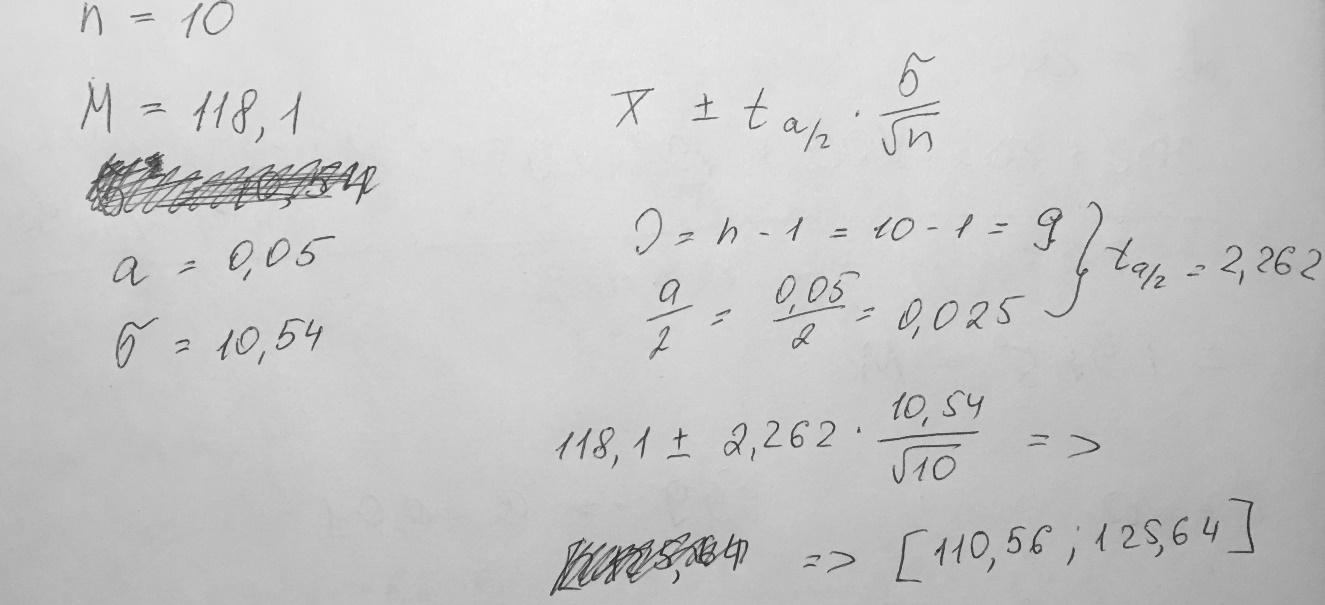 n = 10
M = 118,1
a = 0,05
σ = 10,54
x̄ ± t a/2 · σ/√n
υ = n - 1 = 10 - 1 = 9
a/2 = 0,05/2 = 0,025 } t a/2 = 2,262
118,1 ± 2,262 · 10,54/√10 =>
=> [110,56 ; 125,64]